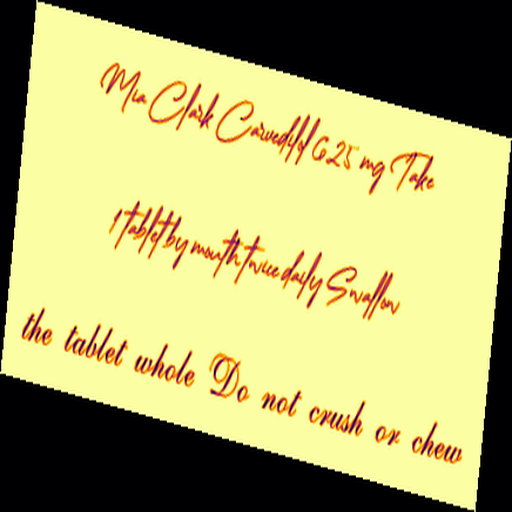 Mia Clark Carvedilol 6.25 mg Take
1 tablet by mouth twice daily Swallow
the tablet whole Do not crush or chew